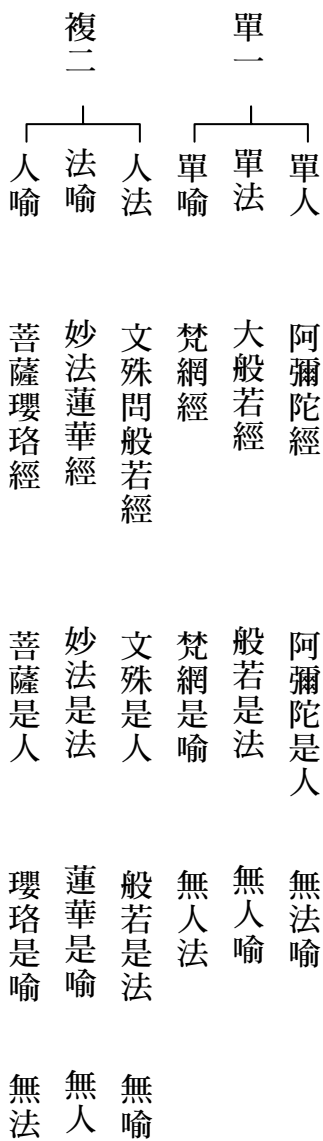 單一
單人　阿彌陀經　阿彌陀是人　無法喻
單法　大般若經　般若是法　無人喻
單喻　梵網經　梵網是喻　無人法
複二
人法　文殊問般若經　文殊是人　般若是法　無喻
法喻　妙法蓮華經　妙法是法　蓮華是喻　無人
人喻　菩薩瓔珞經　菩薩是人　瓔珞是喻　無法